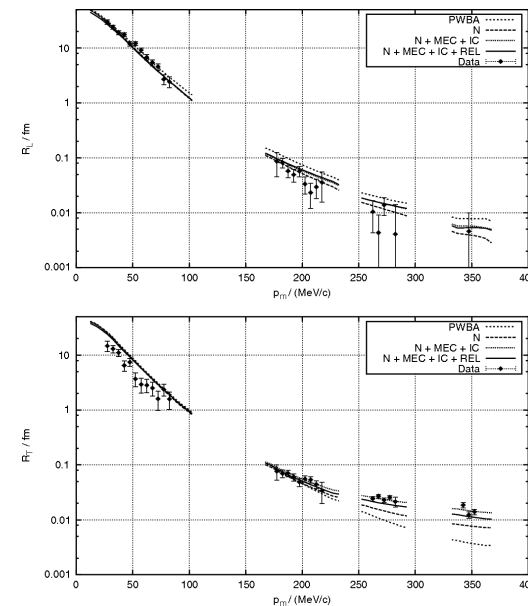 PWBA
N
N + MEC + IC
N + MEC + IC + REL
Data
10
1
0.1
0.01
0.001
R_L / fm
0 50 100 150 200 250 300 350 400
p_m / (MeV/c)
PWBA
N
N + MEC + IC
N + MEC + IC + REL
Data
10
1
0.1
0.01
0.001
R_T / fm
0 50 100 150 200 250 300 350 400
p_m / (MeV/c)